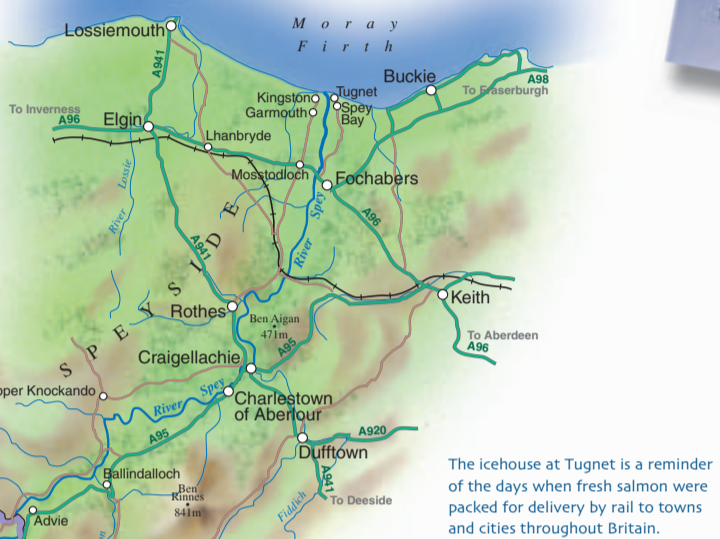 Moray
Firth
Lossiemouth
A941
Buckie
A98
To Fraserburgh
Kingston
Tugnet
Garmouth
Spey
Bay
To Inverness
A96
Elgin
Lhanbryde
Mosstodloch
Fochabers
River Lossie
River Spey
A96
A941
SPEYSIDE
Rothes
Ben Aigan
471m
Keith
To Aberdeen
A96
Craigellachie
A95
per Knockando
River Spey
Charlestown
of Aberlour
A95
A920
Dufftown
Ballindalloch
Ben
Rinnes
841m
A941
To Deeside
Fiddich
Advie
The icehouse at Tugnet is a reminder
of the days when fresh salmon were
packed for delivery by rail to towns
and cities throughout Britain.